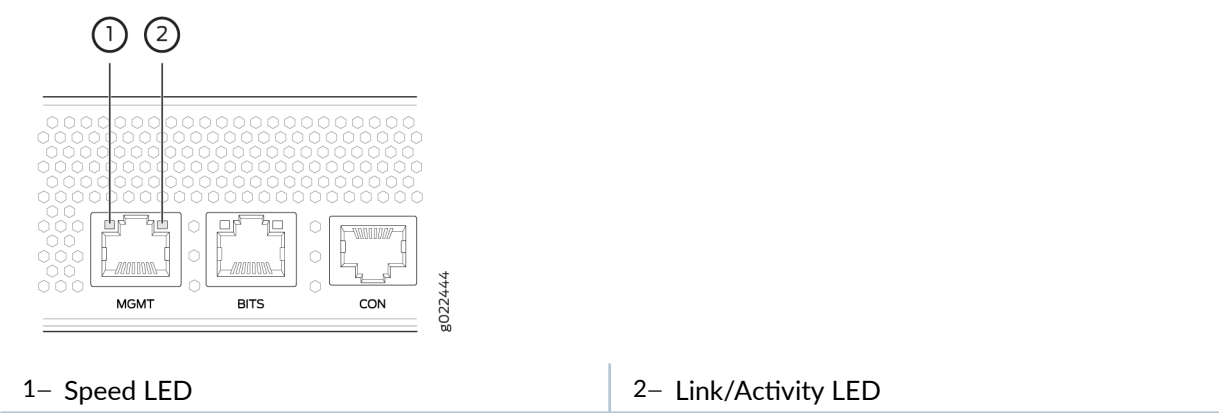 1 2
MGMT BITS CON
g022444
1– Speed LED 2– Link/Activity LED